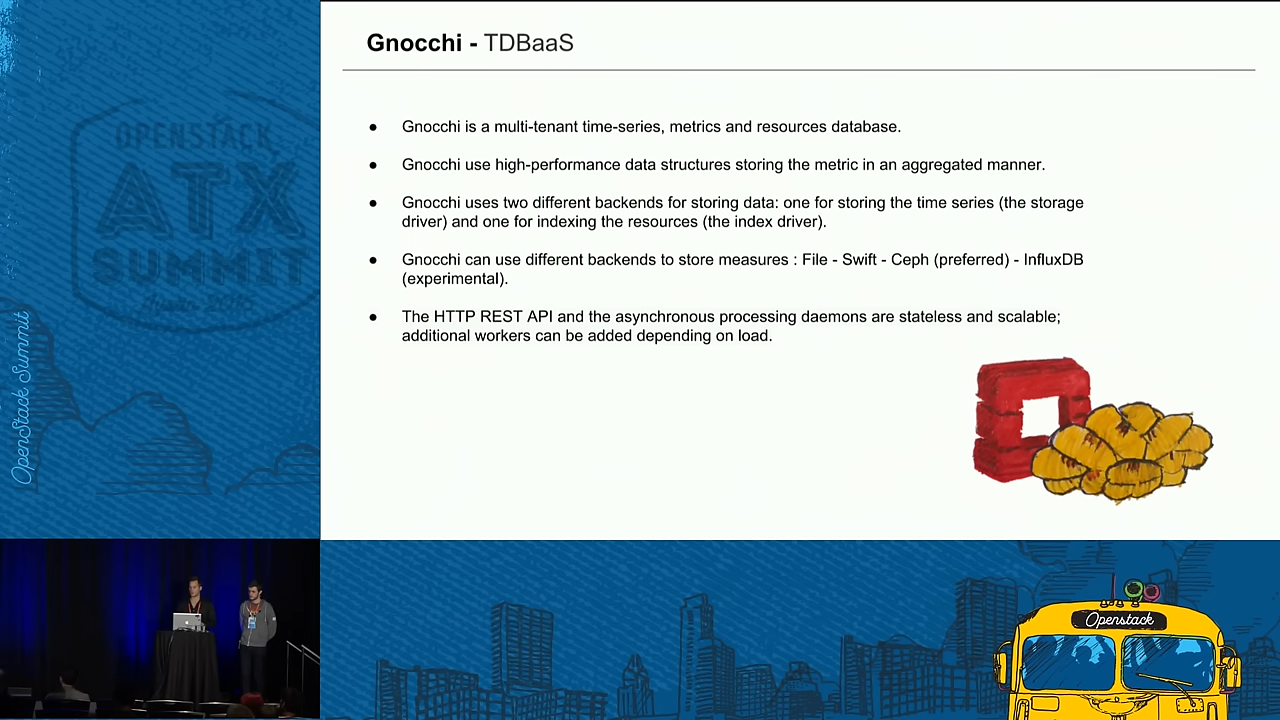 Gnocchi - TDBaaS
● Gnocchi is a multi-tenant time-series, metrics and resources database.
● Gnocchi use high-performance data structures storing the metric in an aggregated manner.
● Gnocchi uses two different backends for storing data: one for storing the time series (the storage
driver) and one for indexing the resources (the index driver).
● Gnocchi can use different backends to store measures : File - Swift - Ceph (preferred) - InfluxDB
(experimental).
● The HTTP REST API and the asynchronous processing daemons are stateless and scalable;
additional workers can be added depending on load.
OPENSTACK
ATX
SUMMIT
OpenStack Summit
Openstack